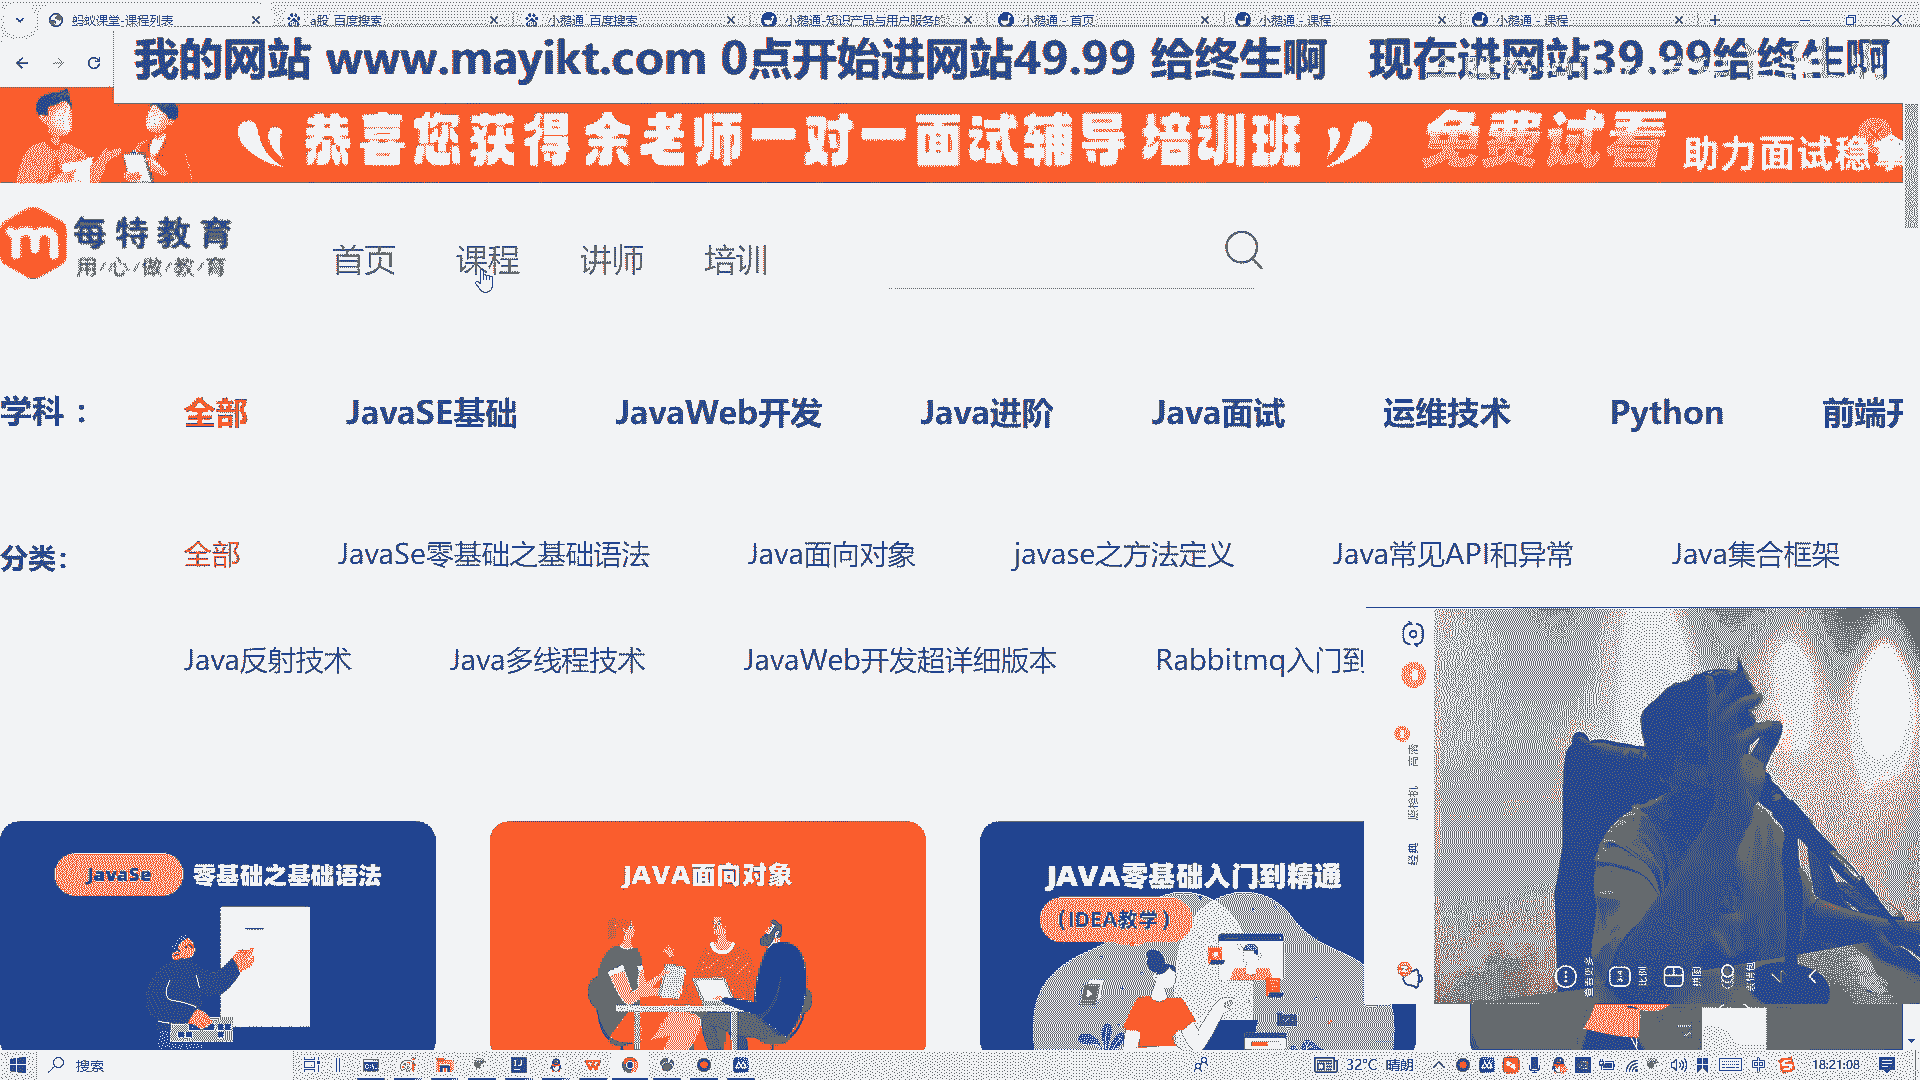 蚂蚁课堂-课程列表
a股_百度搜索
小鹅通_百度搜索
小鹅通-知识产品与用户服务的
小鹅通 - 首页
小鹅通 - 课程
小鹅通 - 课程
我的网站 www.mayikt.com 0点开始进网站49.99 给终生啊 现在进网站39.99给终生啊
恭喜您获得余老师一对一面试辅导 培训班 免费试看 助力面试稳拿
每特教育
用/心/做/教/育
首页 课程 讲师 培训
学科： 全部 JavaSE基础 JavaWeb开发 Java进阶 Java面试 运维技术 Python 前端开
分类： 全部 JavaSe零基础之基础语法 Java面向对象 javase之方法定义 Java常见API和异常 Java集合框架
Java反射技术 Java多线程技术 JavaWeb开发超详细版本 Rabbitmq入门到
JavaSe 零基础之基础语法
JAVA面向对象
JAVA零基础入门到精通
（IDEA教学）
高清
经典
查看更多
比例
拼图
搜索
32°C 晴朗
中
18:21:08